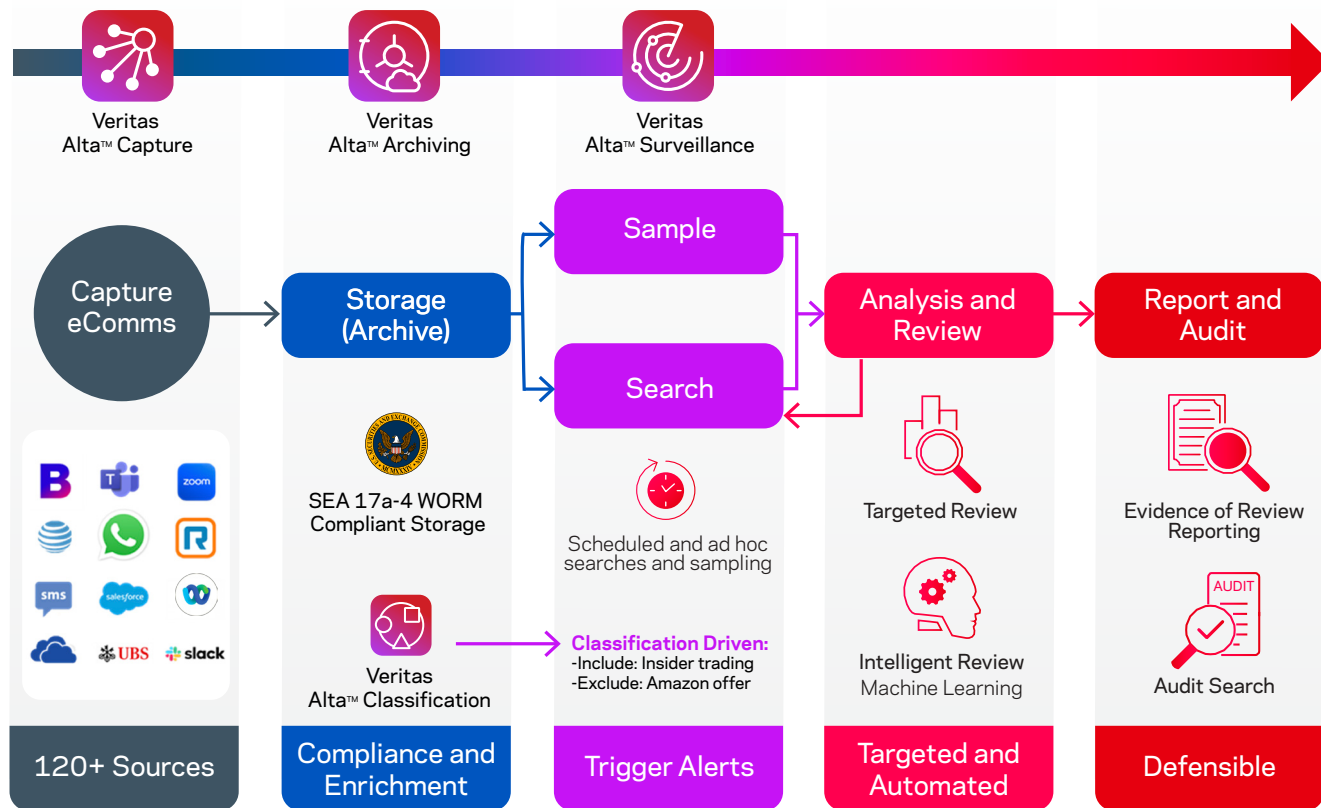 Veritas
Alta™ Capture
Veritas
Alta™ Archiving
Veritas
Alta™ Surveillance
Capture
eComms
Storage
(Archive)
Sample
Search
Analysis and
Review
Report and
Audit
B
T
zoom
R
sms
salesforce
UBS
slack
SEA 17a-4 WORM
Compliant Storage
Veritas
Alta™ Classification
Scheduled and ad hoc
searches and sampling
Classification Driven:
-Include: Insider trading
-Exclude: Amazon offer
Targeted Review
Intelligent Review
Machine Learning
Evidence of Review
Reporting
AUDIT
Audit Search
120+ Sources
Compliance and
Enrichment
Trigger Alerts
Targeted and
Automated
Defensible